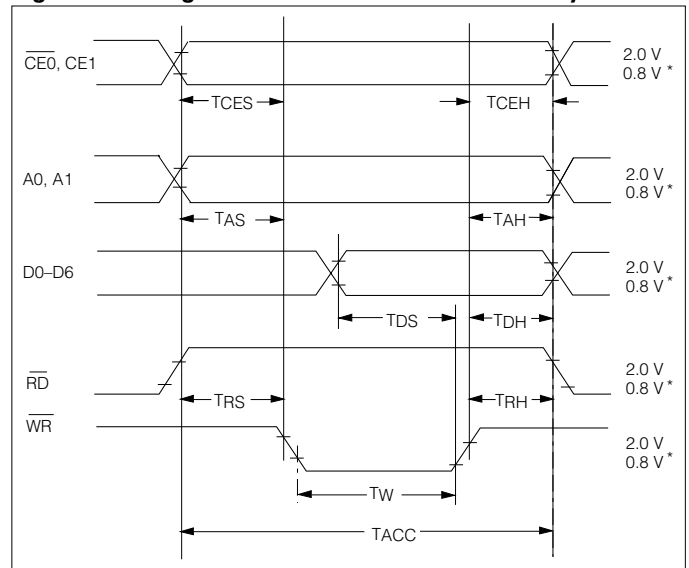 CE0, CE1
2.0 V
0.8 V *
TCES
TCEH
A0, A1
2.0 V
0.8 V *
TAS
TAH
D0–D6
2.0 V
0.8 V *
TDS
TDH
RD
2.0 V
0.8 V *
TRS
TRH
WR
2.0 V
0.8 V *
TW
TACC